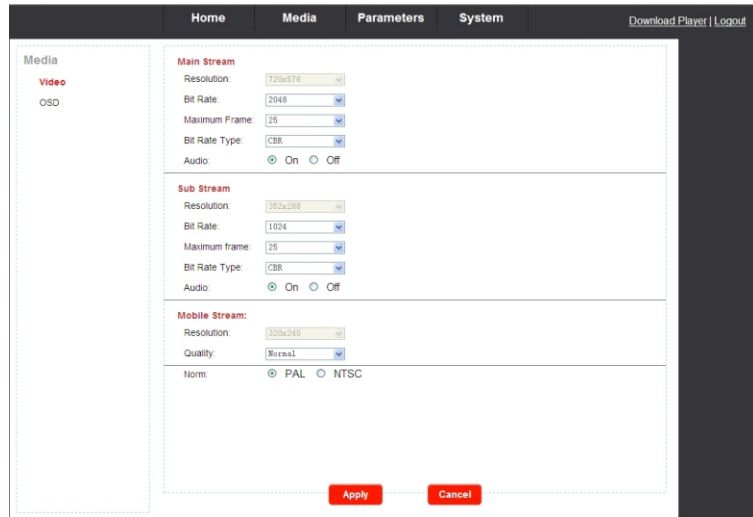 Home Media Parameters System Download Player | Logout
Media
Video
OSD
Main Stream
Resolution: 720x576
Bit Rate: 2048
Maximum Frame: 25
Bit Rate Type: CBR
Audio: On Off
Sub Stream
Resolution: 352x288
Bit Rate: 1024
Maximum frame: 25
Bit Rate Type: CBR
Audio: On Off
Mobile Stream:
Resolution: 320x240
Quality: Normal
Norm: PAL NTSC
Apply Cancel